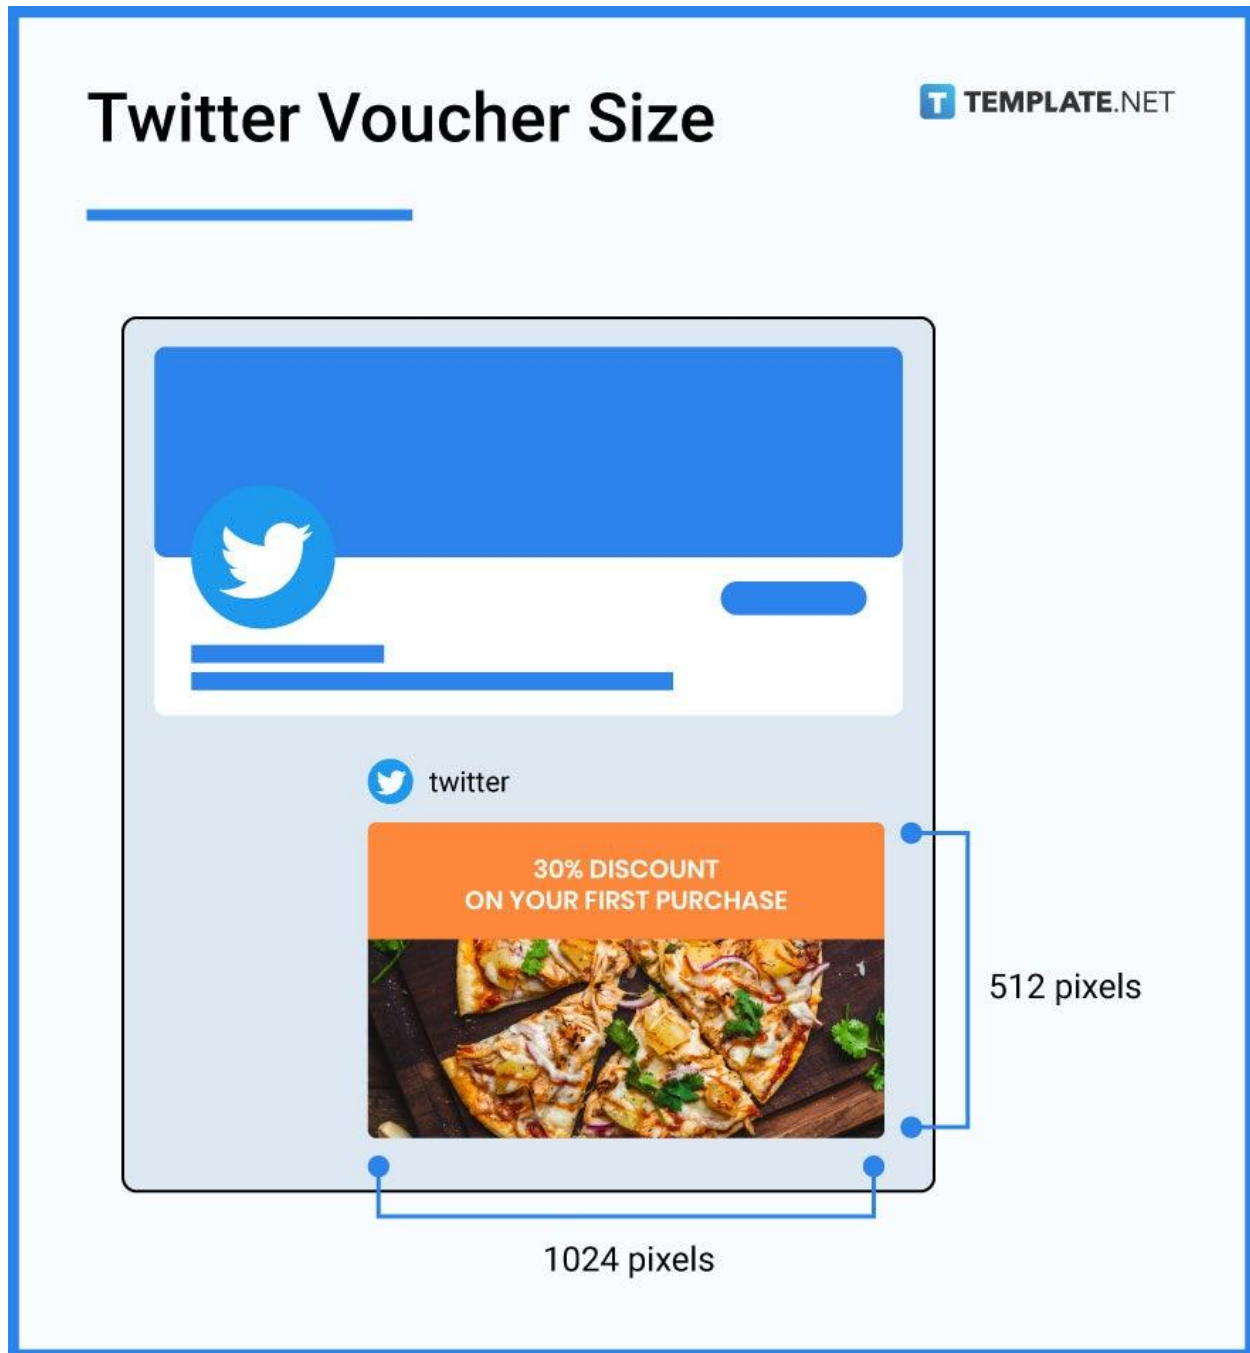 Twitter Voucher Size
T TEMPLATE.NET
twitter
30% DISCOUNT
ON YOUR FIRST PURCHASE
512 pixels
1024 pixels